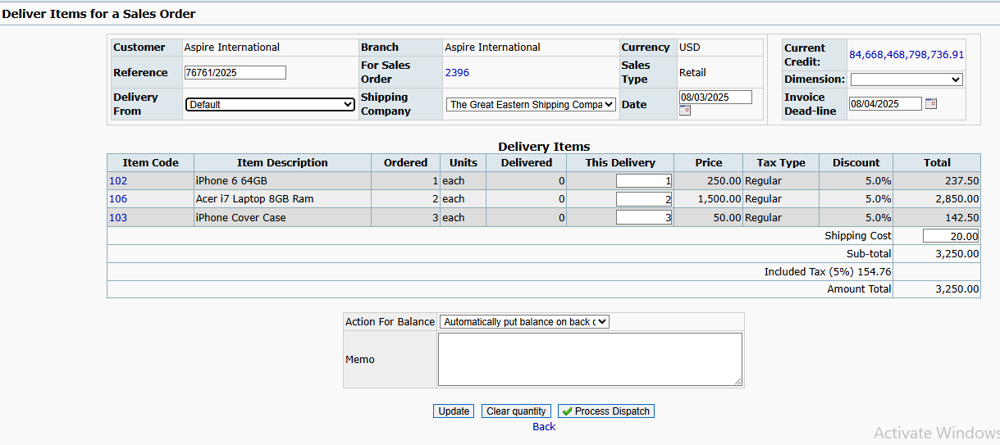 Deliver Items for a Sales Order
Customer Aspire International Branch Aspire International Currency USD
Reference 76761/2025 For Sales Order 2396 Sales Type Retail
Delivery From Default Shipping Company The Great Eastern Shipping Compa Date 08/03/2025
Current Credit: 84,668,468,798,736.91
Dimension:
Invoice Dead-line 08/04/2025
Delivery Items
Item Code Item Description Ordered Units Delivered This Delivery Price Tax Type Discount Total
102 iPhone 6 64GB 1 each 0 1 250.00 Regular 5.0% 237.50
106 Acer i7 Laptop 8GB Ram 2 each 0 2 1,500.00 Regular 5.0% 2,850.00
103 iPhone Cover Case 3 each 0 3 50.00 Regular 5.0% 142.50
Shipping Cost 20.00
Sub-total 3,250.00
Included Tax (5%) 154.76
Amount Total 3,250.00
Action For Balance Automatically put balance on back o
Memo
Update Clear quantity Process Dispatch
Back
Activate Windows